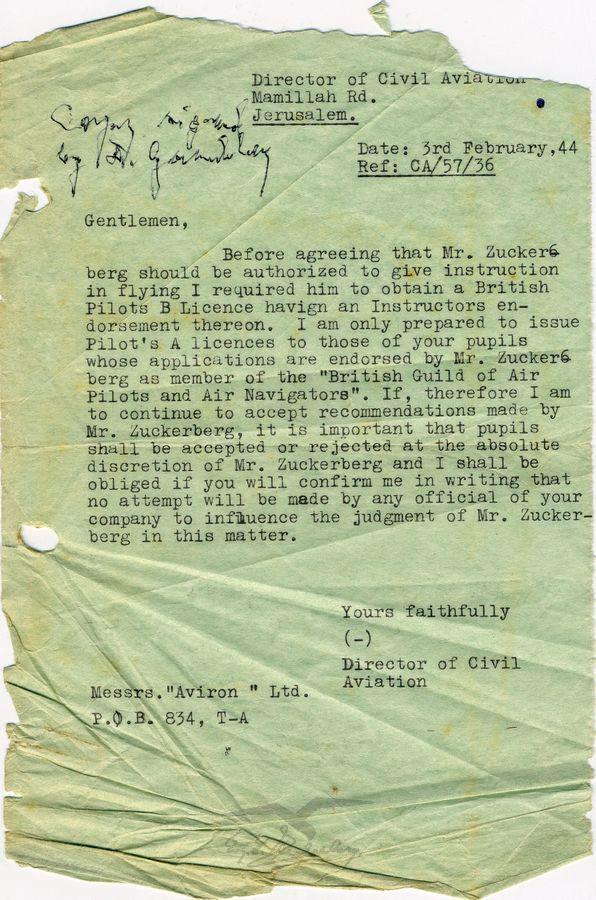 Director of Civil Aviation
Mamillah Rd.
Jerusalem.
Copy signed
by
Date: 3rd February,44
Ref: CA/57/36
Gentlemen,
Before agreeing that Mr. Zucker6
berg should be authorized to give instruction
in flying I required him to obtain a British
Pilots B Licence havign an Instructors en-
dorsement thereon. I am only prepared to issue
Pilot's A licences to those of your pupils
whose applications are endorsed by Mr. Zucker6
berg as member of the "British Guild of Air
Pilots and Air Navigators". If, therefore I am
to continue to accept recommendations made by
Mr. Zuckerberg, it is important that pupils
shall be accepted or rejected at the absolute
discretion of Mr. Zuckerberg and I shall be
obliged if you will confirm me in writing that
no attempt will be made by any official of your
company to influence the judgment of Mr. Zucker-
berg in this matter.
Yours faithfully
(-)
Director of Civil
Aviation
Messrs."Aviron " Ltd.
P.O.B. 834, T-A